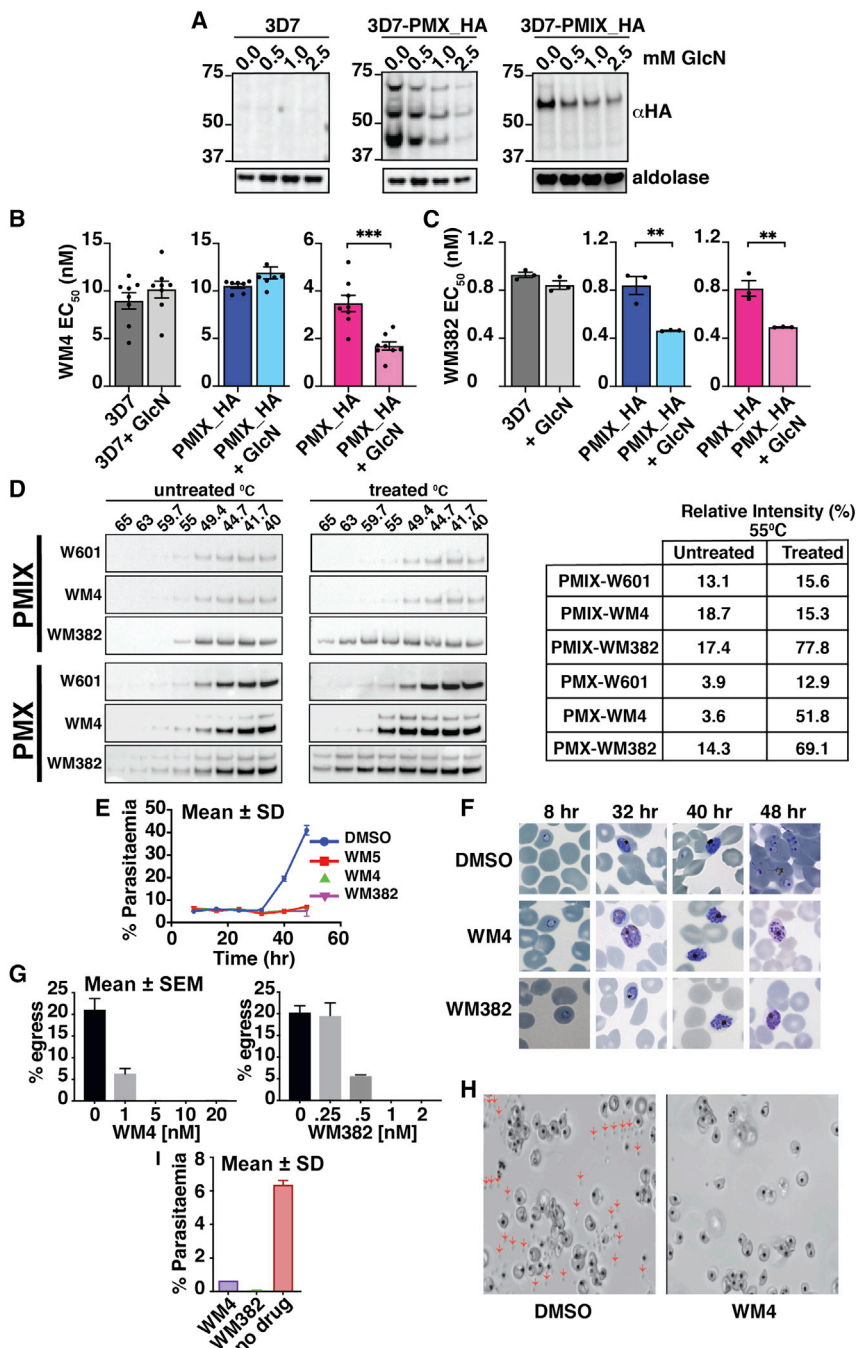 A
3D7
3D7-PMX_HA
3D7-PMIX_HA
0.0 0.5 1.0 2.5
0.0 0.5 1.0 2.5
0.0 0.5 1.0 2.5
mM GlcN
75
50
37
75
50
37
75
50
37
αHA
aldolase
B
WM4 EC50 (nM)
15
10
5
0
3D7
3D7+ GlcN
15
10
5
0
PMIX_HA
PMIX_HA + GlcN
6
4
2
0
***
PMX_HA
PMX_HA + GlcN
C
WM382 EC50 (nM)
1.2
0.8
0.4
0
3D7
+ GlcN
1.2
0.8
0.4
0
**
PMIX_HA
PMIX_HA + GlcN
1.2
0.8
0.4
0
**
PMX_HA
PMX_HA + GlcN
D
untreated ⁰C
treated ⁰C
65 63 59.7 55 49.4 44.7 41.7 40
65 63 59.7 55 49.4 44.7 41.7 40
PMIX
W601
WM4
WM382
PMX
W601
WM4
WM382
Relative Intensity (%)
55⁰C
Untreated Treated
PMIX-W601 13.1 15.6
PMIX-WM4 18.7 15.3
PMIX-WM382 17.4 77.8
PMX-W601 3.9 12.9
PMX-WM4 3.6 51.8
PMX-WM382 14.3 69.1
E
Mean ± SD
% Parasitaemia
50
40
30
20
10
0
0 20 40 60
Time (hr)
DMSO
WM5
WM4
WM382
F
8 hr 32 hr 40 hr 48 hr
DMSO
WM4
WM382
G
Mean ± SEM
% egress
25
20
15
10
5
0
0 1 5 10 20
WM4 [nM]
% egress
25
20
15
10
5
0
0 .25 .5 1 2
WM382 [nM]
H
DMSO
WM4
I
Mean ± SD
% Parasitaemia
8
6
4
2
0
WM4
WM382
no drug